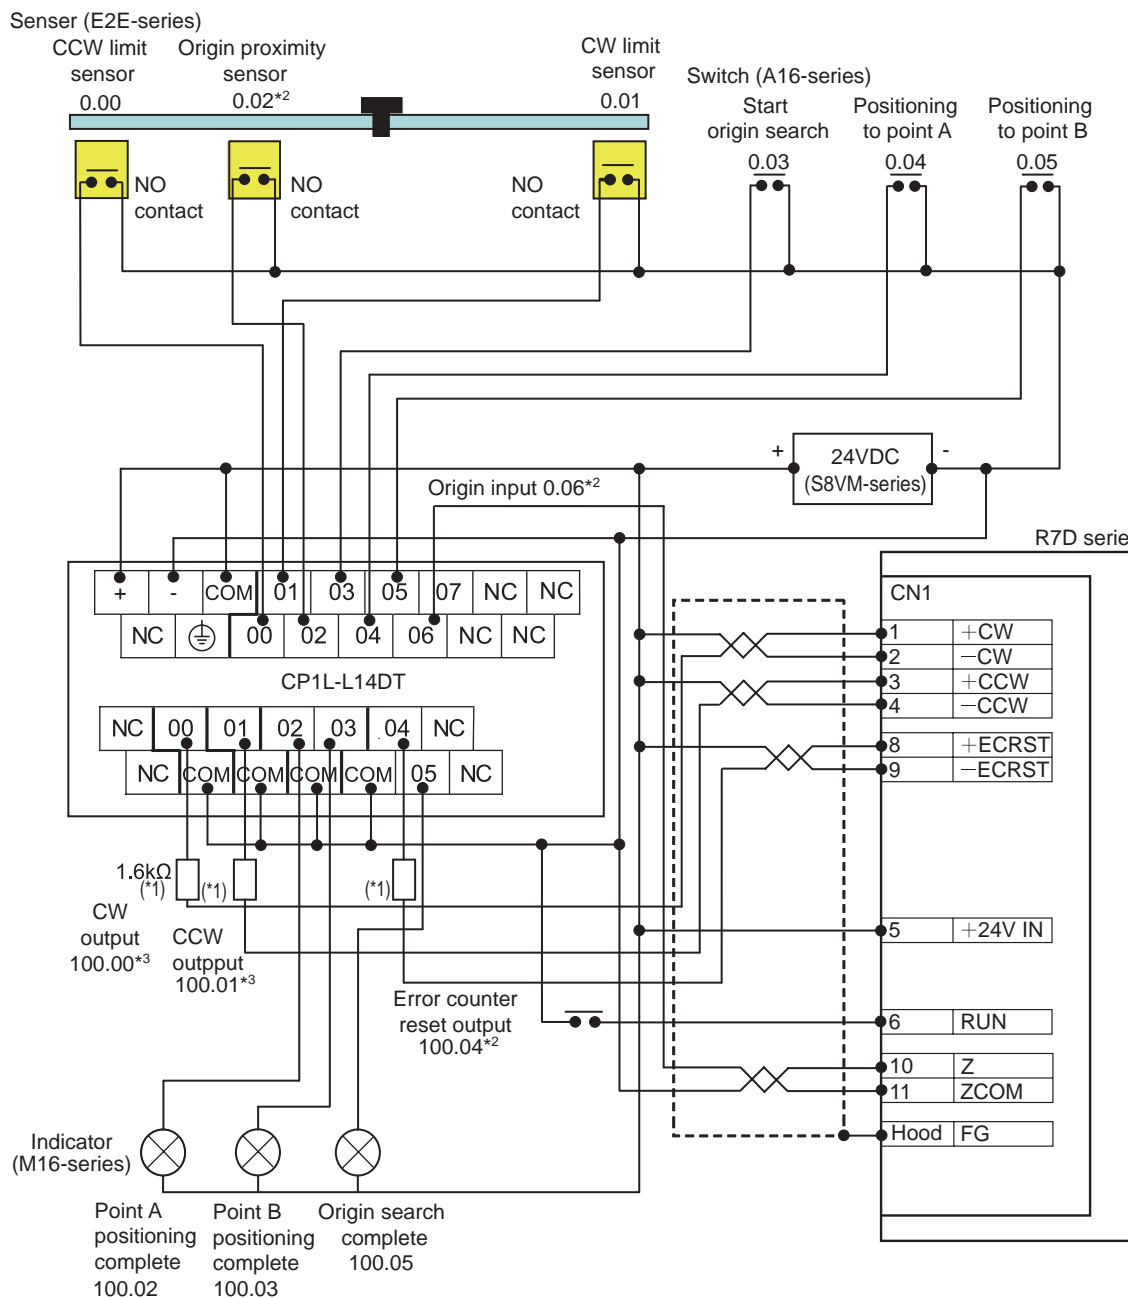 Senser (E2E-series)
CCW limit
sensor
0.00
Origin proximity
sensor
0.02*2
CW limit
sensor
0.01
Switch (A16-series)
Start
origin search
0.03
Positioning
to point A
0.04
Positioning
to point B
0.05
NO
contact
NO
contact
NO
contact
+
24VDC
(S8VM-series)
-
Origin input 0.06*2
R7D serie
+ - COM 01 03 05 07 NC NC
NC 00 02 04 06 NC NC
CP1L-L14DT
NC 00 01 02 03 04 NC
NC COM COM COM COM 05 NC
CN1
1 +CW
2 −CW
3 +CCW
4 −CCW
8 +ECRST
9 −ECRST
5 +24V IN
6 RUN
10 Z
11 ZCOM
Hood FG
1.6kΩ
(*1)
(*1)
(*1)
CW
output
100.00*3
CCW
outpput
100.01*3
Error counter
reset output
100.04*2
Indicator
(M16-series)
Point A
positioning
complete
100.02
Point B
positioning
complete
100.03
Origin search
complete
100.05